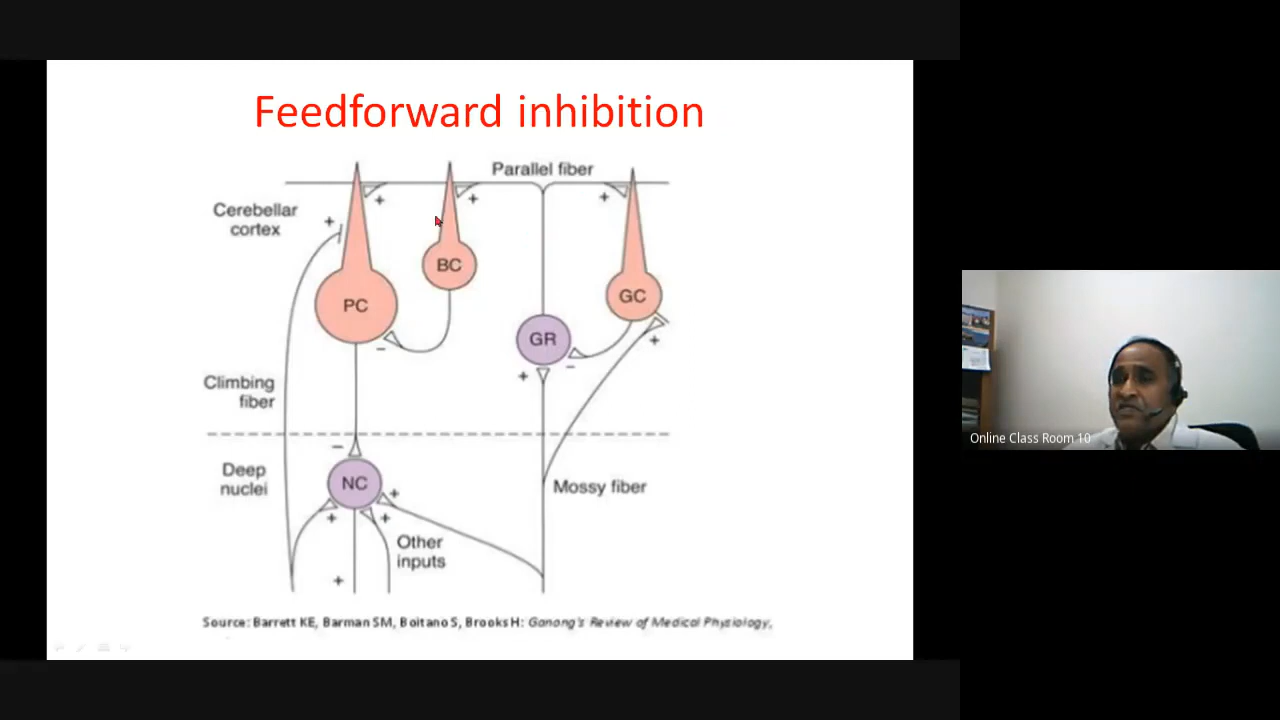 Feedforward inhibition
Parallel fiber
+
+
+
Cerebellar
cortex
+
BC
PC
GC
GR
−
−
+
+
Climbing
fiber
−
Deep
nuclei
NC
+
Mossy fiber
+
+
Other
inputs
+
Online Class Room 10
Source: Barrett KE, Barman SM, Boitano S, Brooks H: Ganong's Review of Medical Physiology,